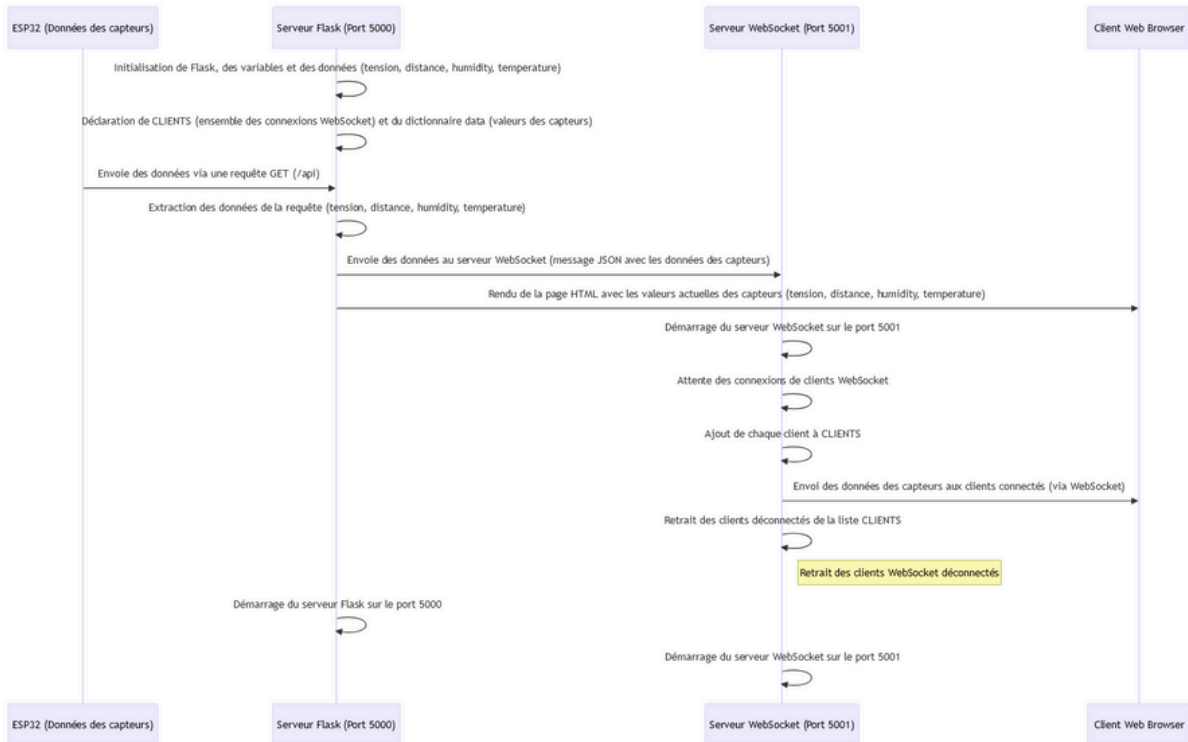 ESP32 (Données des capteurs)
Serveur Flask (Port 5000)
Serveur WebSocket (Port 5001)
Client Web Browser
Initialisation de Flask, des variables et des données (tension, distance, humidity, temperature)
Déclaration de CLIENTS (ensemble des connexions WebSocket) et du dictionnaire data (valeurs des capteurs)
Envoie des données via une requête GET (/api)
Extraction des données de la requête (tension, distance, humidity, temperature)
Envoie des données au serveur WebSocket (message JSON avec les données des capteurs)
Rendu de la page HTML avec les valeurs actuelles des capteurs (tension, distance, humidity, temperature)
Démarrage du serveur WebSocket sur le port 5001
Attente des connexions de clients WebSocket
Ajout de chaque client à CLIENTS
Envoi des données des capteurs aux clients connectés (via WebSocket)
Retrait des clients déconnectés de la liste CLIENTS
Retrait des clients WebSocket déconnectés
Démarrage du serveur Flask sur le port 5000
Démarrage du serveur WebSocket sur le port 5001
ESP32 (Données des capteurs)
Serveur Flask (Port 5000)
Serveur WebSocket (Port 5001)
Client Web Browser